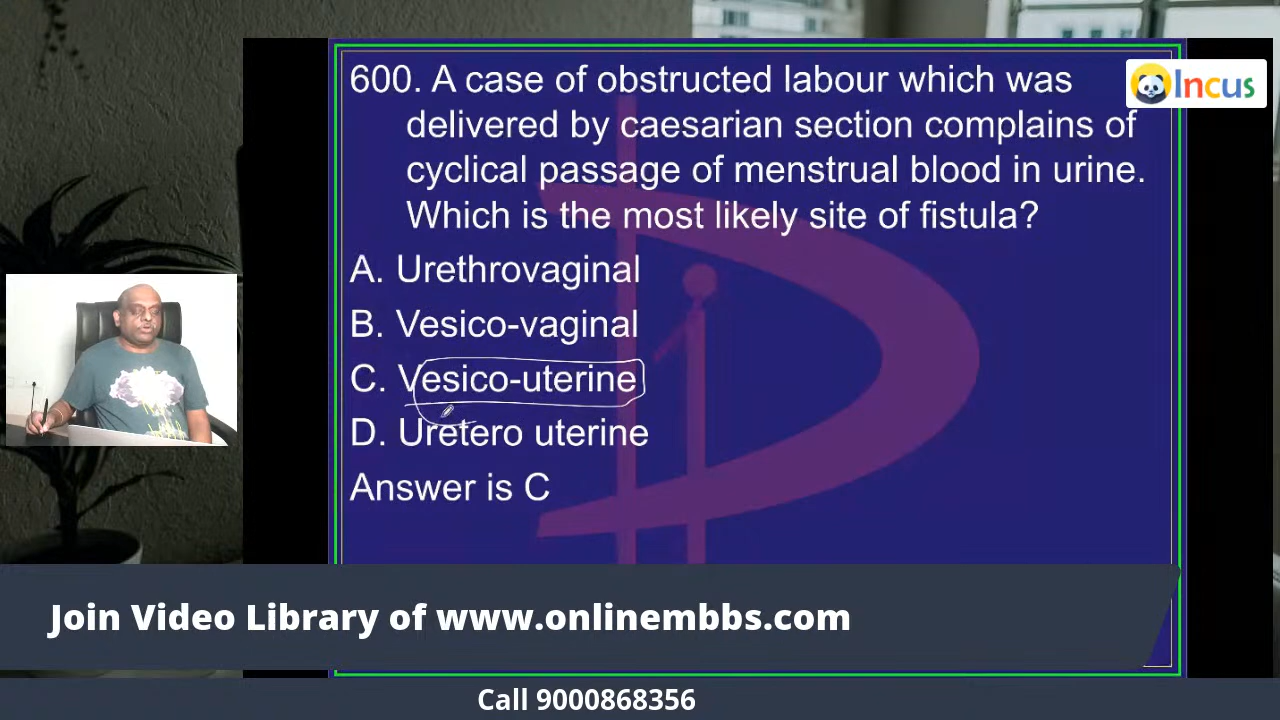 600. A case of obstructed labour which was
delivered by caesarian section complains of
cyclical passage of menstrual blood in urine.
Which is the most likely site of fistula?
A. Urethrovaginal
B. Vesico-vaginal
C. Vesico-uterine
D. Uretero uterine
Answer is C
Incus
Join Video Library of www.onlinembbs.com
Call 9000868356